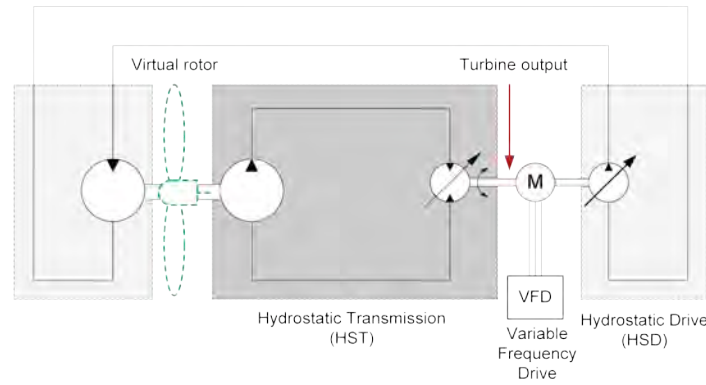 Virtual rotor
Turbine output
M
VFD
Hydrostatic Transmission
(HST)
Variable
Frequency
Drive
Hydrostatic Drive
(HSD)